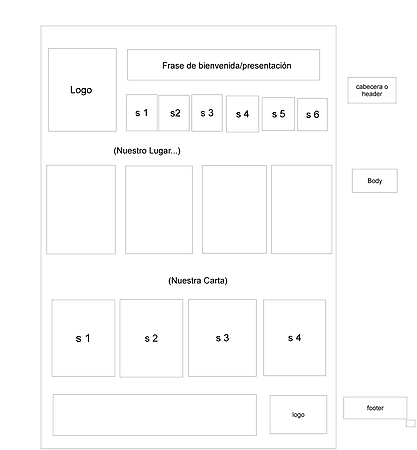 Logo
Frase de bienvenida/presentación
s 1
s2
s 3
s 4
s 5
s 6
cabecera o
header
(Nuestro Lugar...)
Body
(Nuestra Carta)
s 1
s 2
s 3
s 4
logo
footer